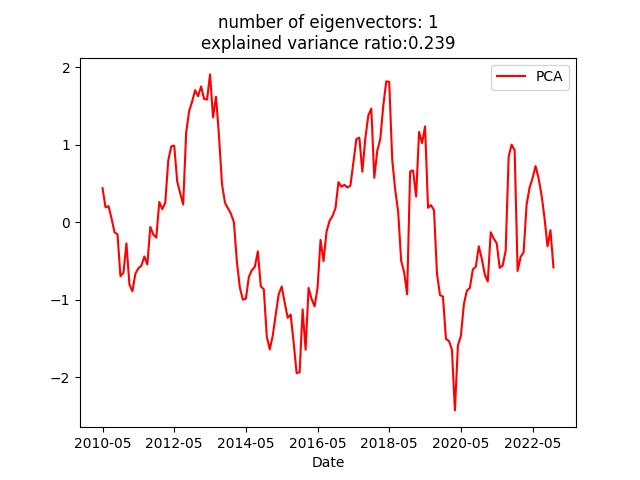 number of eigenvectors: 1
explained variance ratio:0.239
PCA
2
1
0
−1
−2
2010-05 2012-05 2014-05 2016-05 2018-05 2020-05 2022-05
Date